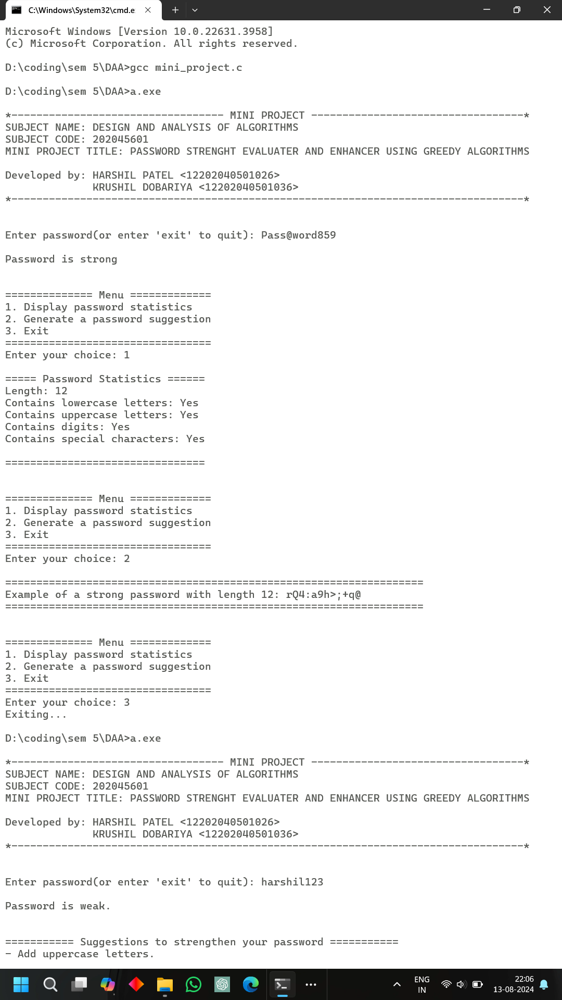 C:\Windows\System32\cmd.e
Microsoft Windows [Version 10.0.22631.3958]
(c) Microsoft Corporation. All rights reserved.
D:\coding\sem 5\DAA>gcc mini_project.c
D:\coding\sem 5\DAA>a.exe
*---------------------------------- MINI PROJECT ----------------------------------*
SUBJECT NAME: DESIGN AND ANALYSIS OF ALGORITHMS
SUBJECT CODE: 202045601
MINI PROJECT TITLE: PASSWORD STRENGHT EVALUATER AND ENHANCER USING GREEDY ALGORITHMS
Developed by: HARSHIL PATEL <12202040501026>
KRUSHIL DOBARIYA <12202040501036>
*----------------------------------------------------------------------------------*
Enter password(or enter 'exit' to quit): Pass@word859
Password is strong
============== Menu =============
1. Display password statistics
2. Generate a password suggestion
3. Exit
=================================
Enter your choice: 1
===== Password Statistics ======
Length: 12
Contains lowercase letters: Yes
Contains uppercase letters: Yes
Contains digits: Yes
Contains special characters: Yes
================================
============== Menu =============
1. Display password statistics
2. Generate a password suggestion
3. Exit
=================================
Enter your choice: 2
===================================================================
Example of a strong password with length 12: rQ4:a9h>;+q@
===================================================================
============== Menu =============
1. Display password statistics
2. Generate a password suggestion
3. Exit
=================================
Enter your choice: 3
Exiting...
D:\coding\sem 5\DAA>a.exe
*---------------------------------- MINI PROJECT ----------------------------------*
SUBJECT NAME: DESIGN AND ANALYSIS OF ALGORITHMS
SUBJECT CODE: 202045601
MINI PROJECT TITLE: PASSWORD STRENGHT EVALUATER AND ENHANCER USING GREEDY ALGORITHMS
Developed by: HARSHIL PATEL <12202040501026>
KRUSHIL DOBARIYA <12202040501036>
*----------------------------------------------------------------------------------*
Enter password(or enter 'exit' to quit): harshil123
Password is weak.
=========== Suggestions to strengthen your password ===========
- Add uppercase letters.
ENG
IN
22:06
13-08-2024